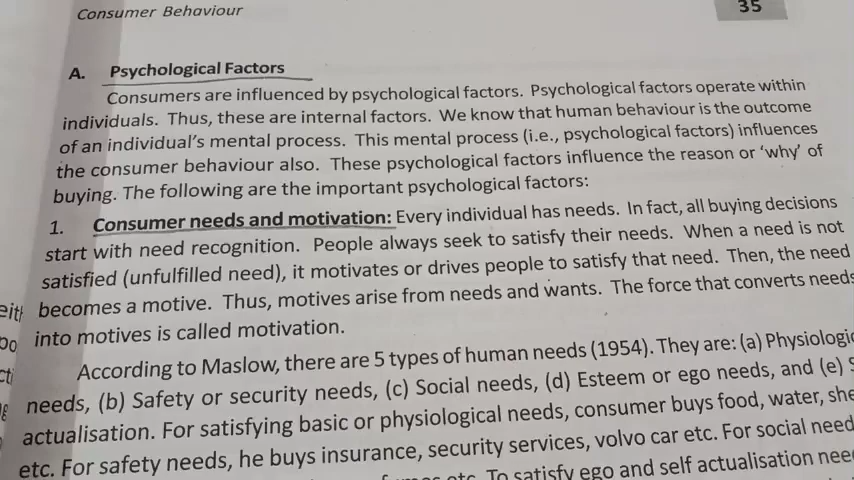 Consumer Behaviour
35
A. Psychological Factors
Consumers are influenced by psychological factors. Psychological factors operate within
individuals. Thus, these are internal factors. We know that human behaviour is the outcome
of an individual's mental process. This mental process (i.e., psychological factors) influences
the consumer behaviour also. These psychological factors influence the reason or 'why' of
buying. The following are the important psychological factors:
1. Consumer needs and motivation: Every individual has needs. In fact, all buying decisions
start with need recognition. People always seek to satisfy their needs. When a need is not
satisfied (unfulfilled need), it motivates or drives people to satisfy that need. Then, the need
becomes a motive. Thus, motives arise from needs and wants. The force that converts needs
into motives is called motivation.
According to Maslow, there are 5 types of human needs (1954). They are: (a) Physiologic
needs, (b) Safety or security needs, (c) Social needs, (d) Esteem or ego needs, and (e) S
actualisation. For satisfying basic or physiological needs, consumer buys food, water, she
etc. For safety needs, he buys insurance, security services, volvo car etc. For social need
etc. To satisfy ego and self actualisation nee